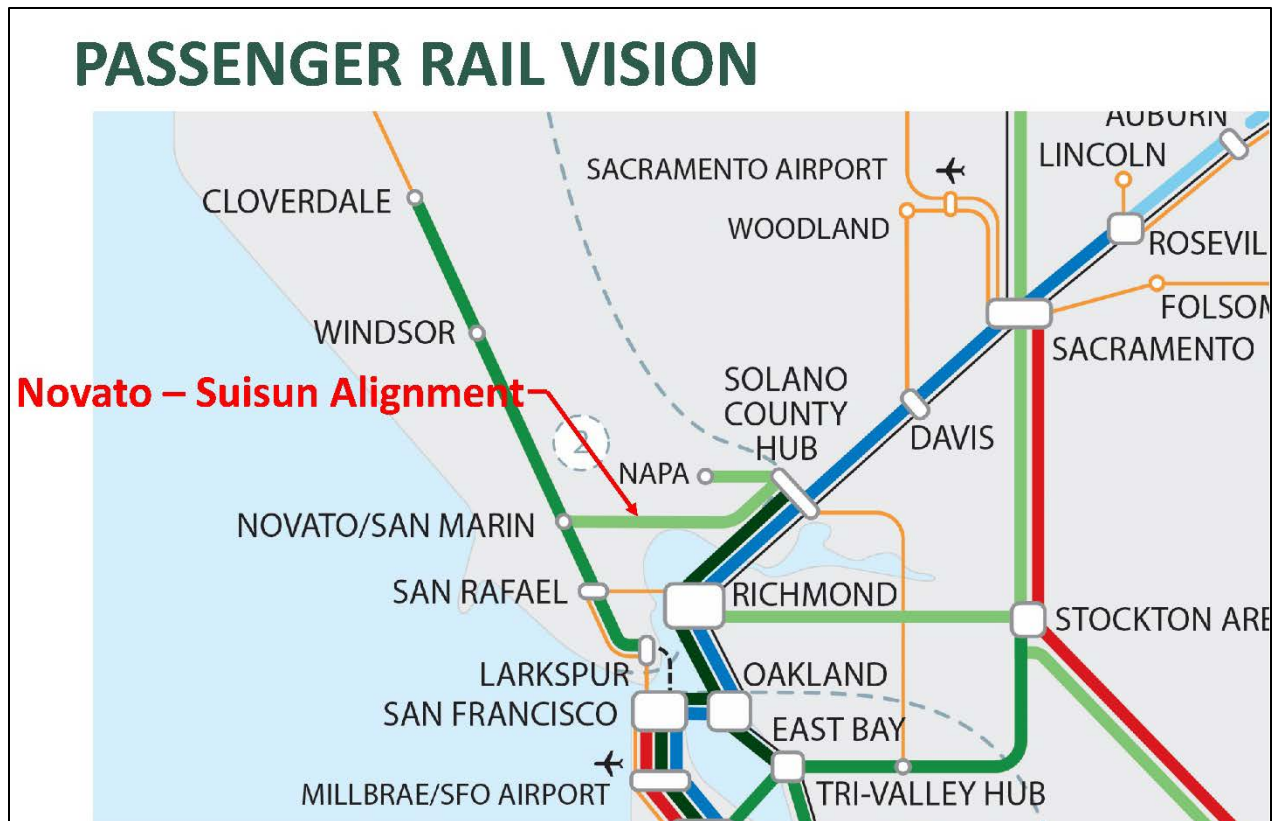 PASSENGER RAIL VISION
AUBURN
LINCOLN
SACRAMENTO AIRPORT
CLOVERDALE
WOODLAND
ROSEVIL
FOLSOM
WINDSOR
SACRAMENTO
SOLANO
COUNTY
HUB
Novato – Suisun Alignment
DAVIS
2
NAPA
NOVATO/SAN MARIN
SAN RAFAEL
RICHMOND
STOCKTON ARE
LARKSPUR
OAKLAND
SAN FRANCISCO
EAST BAY
MILLBRAE/SFO AIRPORT
TRI-VALLEY HUB